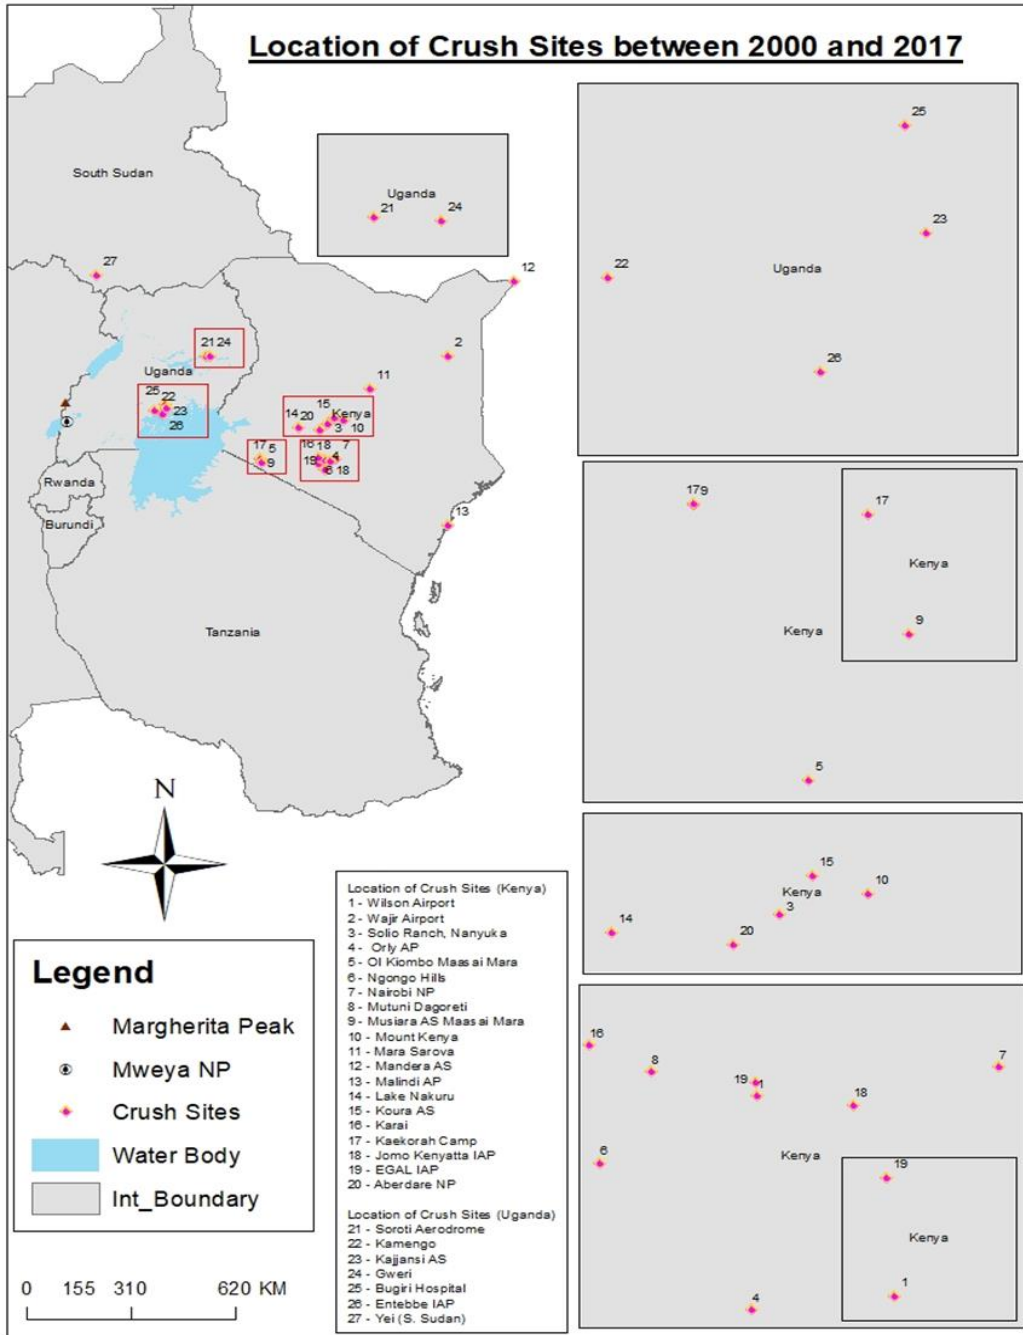 Location of Crush Sites between 2000 and 2017
South Sudan
27
12
21 24
Uganda
2
11
25
22
23
26
15
14 20
Kenya
3 10
17 5
9
16 18 7
19 4
6 18
Rwanda
Burundi
13
Tanzania
Uganda
21
24
25
23
22
Uganda
26
179
17
Kenya
9
Kenya
5
15
Kenya
10
3
14
20
16
8
7
19
1
18
6
Kenya
19
Kenya
1
4
N
Legend
Margherita Peak
Mweya NP
Crush Sites
Water Body
Int_Boundary
0 155 310 620 KM
Location of Crush Sites (Kenya)
1 - Wilson Airport
2 - Wajir Airport
3 - Solio Ranch, Nanyuka
4 - Orly AP
5 - Ol Kiombo Maasai Mara
6 - Ngongo Hills
7 - Nairobi NP
8 - Mutuni Dagoreti
9 - Musiara AS Maasai Mara
10 - Mount Kenya
11 - Mara Sarova
12 - Mandera AS
13 - Malindi AP
14 - Lake Nakuru
15 - Koura AS
16 - Karai
17 - Kaekorah Camp
18 - Jomo Kenyatta IAP
19 - EGAL IAP
20 - Aberdare NP
Location of Crush Sites (Uganda)
21 - Soroti Aerodrome
22 - Kamengo
23 - Kajjansi AS
24 - Gweri
25 - Bugiri Hospital
26 - Entebbe IAP
27 - Yei (S. Sudan)